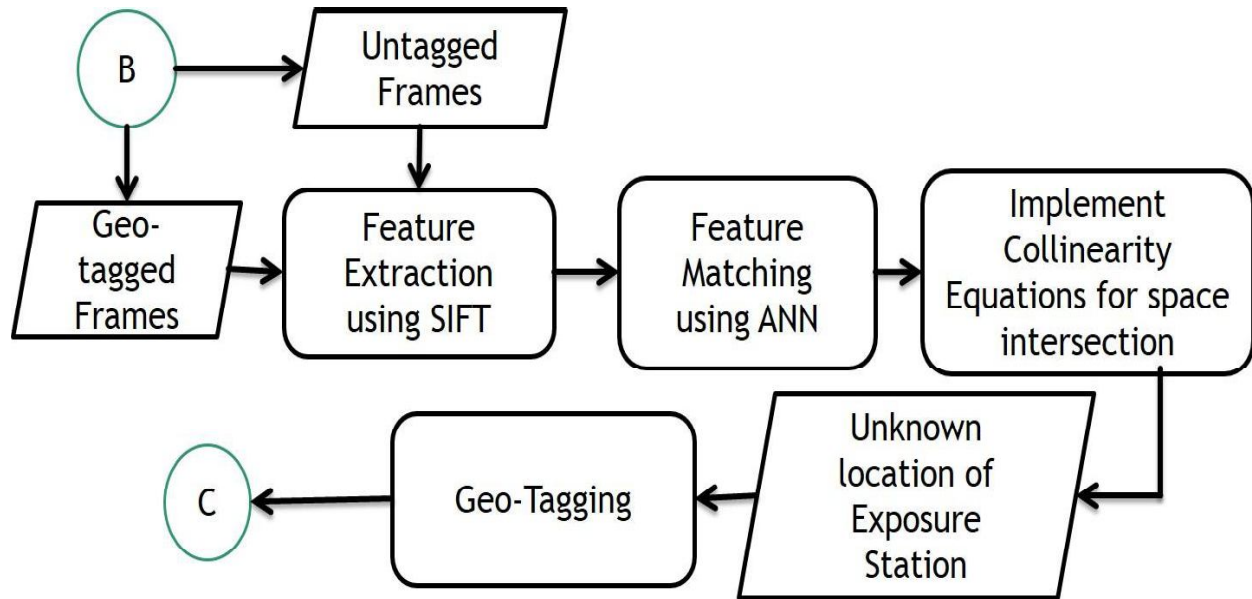 B
Untagged
Frames
Geo-
tagged
Frames
Feature
Extraction
using SIFT
Feature
Matching
using ANN
Implement
Collinearity
Equations for space
intersection
Unknown
location of
Exposure
Station
Geo-Tagging
C